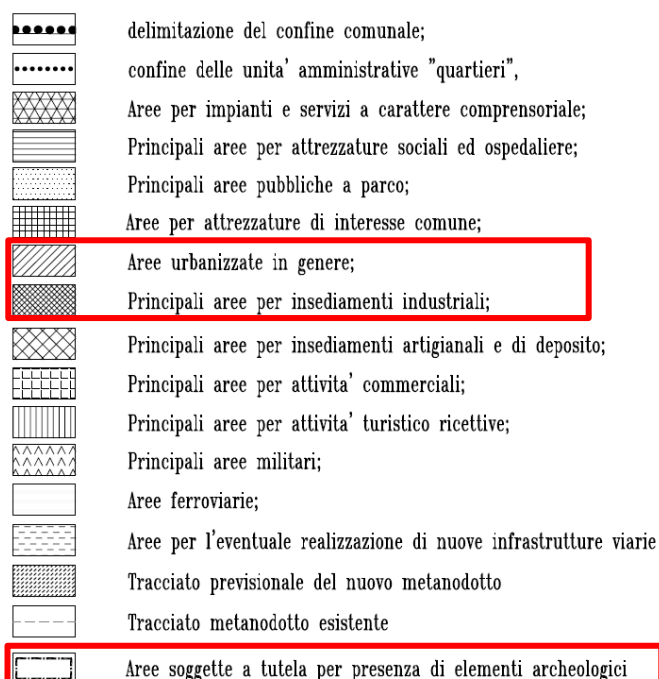 delimitazione del confine comunale;
confine delle unita' amministrative "quartieri",
Aree per impianti e servizi a carattere comprensoriale;
Principali aree per attrezzature sociali ed ospedaliere;
Principali aree pubbliche a parco;
Aree per attrezzature di interesse comune;
Aree urbanizzate in genere;
Principali aree per insediamenti industriali;
Principali aree per insediamenti artigianali e di deposito;
Principali aree per attivita' commerciali;
Principali aree per attivita' turistico ricettive;
Principali aree militari;
Aree ferroviarie;
Aree per l'eventuale realizzazione di nuove infrastrutture viarie
Tracciato previsionale del nuovo metanodotto
Tracciato metanodotto esistente
Aree soggette a tutela per presenza di elementi archeologici